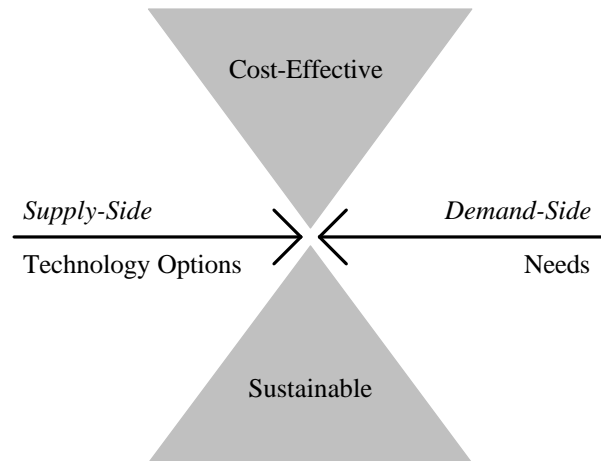 Cost-Effective
Supply-Side
Demand-Side
Technology Options
Needs
Sustainable